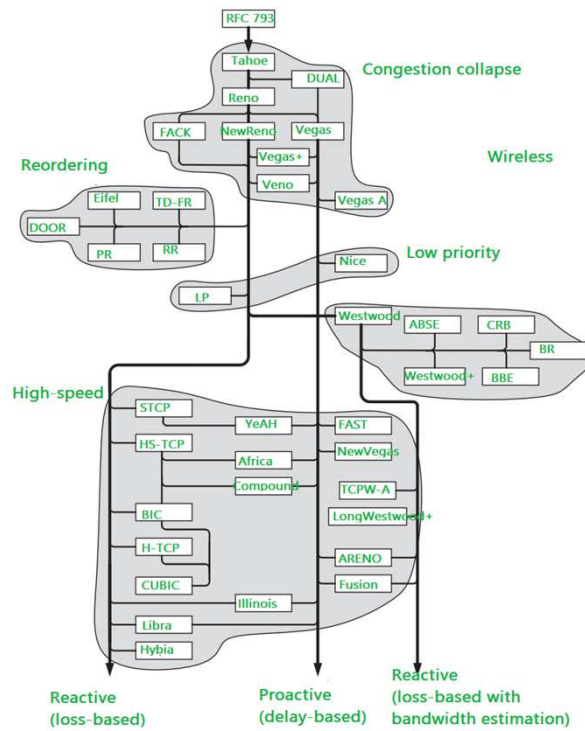 RFC 793
Tahoe
DUAL
Congestion collapse
Reno
FACK
NewReno
Vegas
Wireless
Reordering
Vegas+
Veno
Eifel
TD-FR
Vegas A
DOOR
PR
RR
Low priority
Nice
LP
Westwood
ABSE
CRB
BR
Westwood+
BBE
High-speed
STCP
YeAH
FAST
HS-TCP
Africa
NewVegas
Compound
TCPW-A
BIC
LongWestwood+
H-TCP
ARENO
CUBIC
Fusion
Illinois
Libra
Hybia
Reactive
(loss-based)
Proactive
(delay-based)
Reactive
(loss-based with
bandwidth estimation)